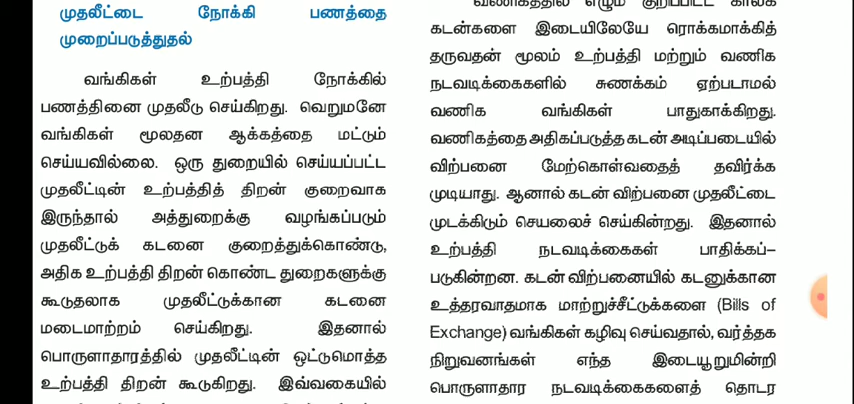 முதலீட்டை நோக்கி பணத்தை
முறைப்படுத்துதல்
வங்கிகள் உற்பத்தி நோக்கில்
பணத்தினை முதலீடு செய்கிறது. வெறுமனே
வங்கிகள் மூலதன ஆக்கத்தை மட்டும்
செய்யவில்லை. ஒரு துறையில் செய்யப்பட்ட
முதலீட்டின் உற்பத்தித் திறன் குறைவாக
இருந்தால் அத்துறைக்கு வழங்கப்படும்
முதலீட்டுக் கடனை குறைத்துக்கொண்டு,
அதிக உற்பத்தி திறன் கொண்ட துறைகளுக்கு
கூடுதலாக முதலீட்டுக்கான கடனை
மடைமாற்றம் செய்கிறது. இதனால்
பொருளாதாரத்தில் முதலீட்டின் ஒட்டுமொத்த
உற்பத்தி திறன் கூடுகிறது. இவ்வகையில்
வணிகத்தில் எழும் குறிப்பிட்ட காலக்
கடன்களை இடையிலேயே ரொக்கமாக்கித்
தருவதன் மூலம் உற்பத்தி மற்றும் வணிக
நடவடிக்கைகளில் சுணக்கம் ஏற்படாமல்
வணிக வங்கிகள் பாதுகாக்கிறது.
வணிகத்தை அதிகப்படுத்த கடன் அடிப்படையில்
விற்பனை மேற்கொள்வதைத் தவிர்க்க
முடியாது. ஆனால் கடன் விற்பனை முதலீட்டை
முடக்கிடும் செயலைச் செய்கின்றது. இதனால்
உற்பத்தி நடவடிக்கைகள் பாதிக்கப்–
படுகின்றன. கடன் விற்பனையில் கடனுக்கான
உத்தரவாதமாக மாற்றுச்சீட்டுக்களை (Bills of
Exchange) வங்கிகள் கழிவு செய்வதால், வர்த்தக
நிறுவனங்கள் எந்த இடையூறுமின்றி
பொருளாதார நடவடிக்கைகளைத் தொடர